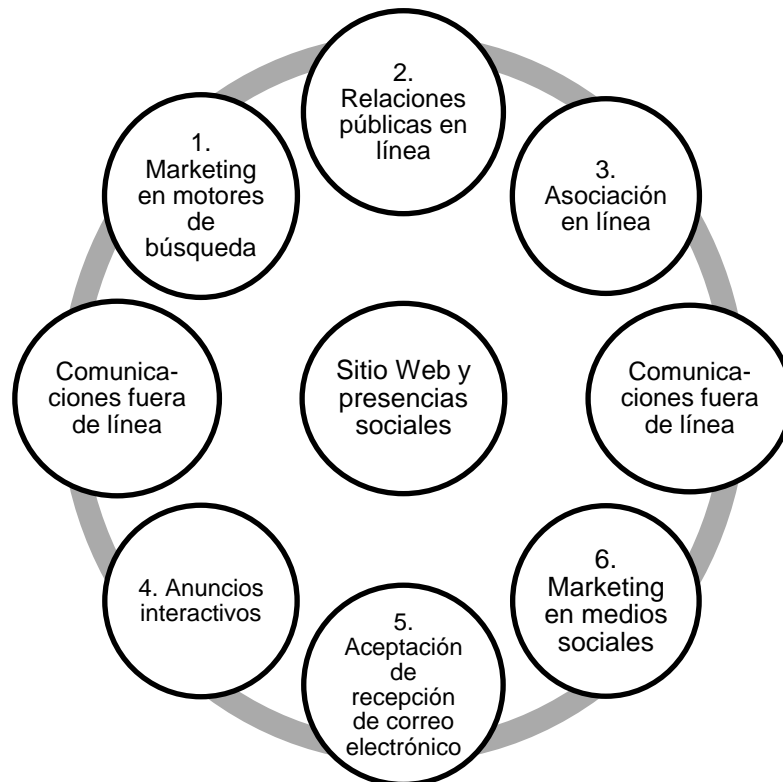 2.
Relaciones
públicas en
línea
1.
Marketing
en motores
de
búsqueda
3.
Asociación
en línea
Comunica-
ciones fuera
de línea
Sitio Web y
presencias
sociales
Comunica-
ciones fuera
de línea
4. Anuncios
interactivos
5.
Aceptación
de
recepción
de correo
electrónico
6.
Marketing
en medios
sociales